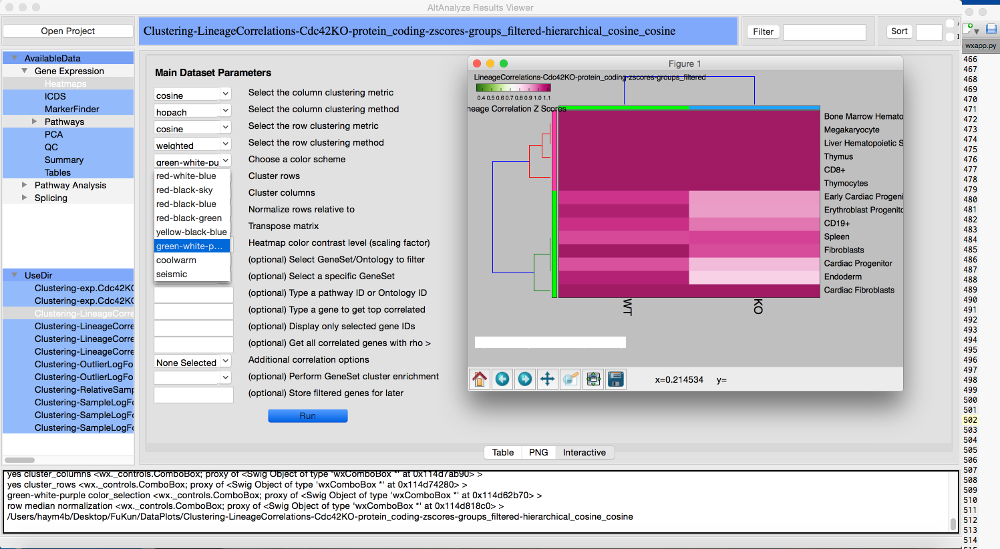 AltAnalyze Results Viewer
Open Project
Clustering-LineageCorrelations-Cdc42KO-protein_coding-zscores-groups_filtered-hierarchical_cosine_cosine
Filter
Sort
wxapp.py
AvailableData
Gene Expression
Heatmaps
ICDS
MarkerFinder
Pathways
PCA
QC
Summary
Tables
Pathway Analysis
Splicing
UseDir
Clustering-exp.Cdc42KO
Clustering-exp.Cdc42KO
Clustering-LineageCorre
Clustering-LineageCorre
Clustering-LineageCorre
Clustering-LineageCorre
Clustering-OutlierLogFo
Clustering-OutlierLogFo
Clustering-RelativeSamp
Clustering-SampleLogFo
Clustering-SampleLogFo
Clustering-SampleLogFo
Main Dataset Parameters
cosine Select the column clustering metric
hopach Select the column clustering method
cosine Select the row clustering metric
weighted Select the row clustering method
green-white-pu Choose a color scheme
red-white-blue Cluster rows
red-black-sky Cluster columns
red-black-blue Normalize rows relative to
red-black-green Transpose matrix
yellow-black-blue Heatmap color contrast level (scaling factor)
green-white-p... (optional) Select GeneSet/Ontology to filter
coolwarm (optional) Select a specific GeneSet
seismic (optional) Type a pathway ID or Ontology ID
(optional) Type a gene to get top correlated
(optional) Display only selected gene IDs
(optional) Get all correlated genes with rho >
None Selected Additional correlation options
(optional) Perform GeneSet cluster enrichment
(optional) Store filtered genes for later
Run
Figure 1
LineageCorrelations-Cdc42KO-protein_coding-zscores-groups_filtered
0.4 0.5 0.6 0.7 0.8 0.9 1.0 1.1
neage Correlation Z Scores
Bone Marrow Hemato
Megakaryocyte
Liver Hematopoietic S
Thymus
CD8+
Thymocytes
Early Cardiac Progeni
Erythroblast Progenito
CD19+
Spleen
Fibroblasts
Cardiac Progenitor
Endoderm
Cardiac Fibroblasts
WT
KO
x=0.214534 y=
Table PNG Interactive
yes cluster_columns <wx._controls.ComboBox; proxy of <Swig Object of type 'wxComboBox *' at 0x114d7ab90> >
yes cluster_rows <wx._controls.ComboBox; proxy of <Swig Object of type 'wxComboBox *' at 0x114d74280> >
green-white-purple color_selection <wx._controls.ComboBox; proxy of <Swig Object of type 'wxComboBox *' at 0x114d62b70> >
row median normalization <wx._controls.ComboBox; proxy of <Swig Object of type 'wxComboBox *' at 0x114d818c0> >
/Users/haym4b/Desktop/FuKun/DataPlots/Clustering-LineageCorrelations-Cdc42KO-protein_coding-zscores-groups_filtered-hierarchical_cosine_cosine
466
467
468
469
470
471
472
473
474
475
476
477
478
479
480
481
482
483
484
485
486
487
488
489
490
491
492
493
494
495
496
497
498
499
500
501
502
503
504
505
506
507
508
509
510
511
512
513
514